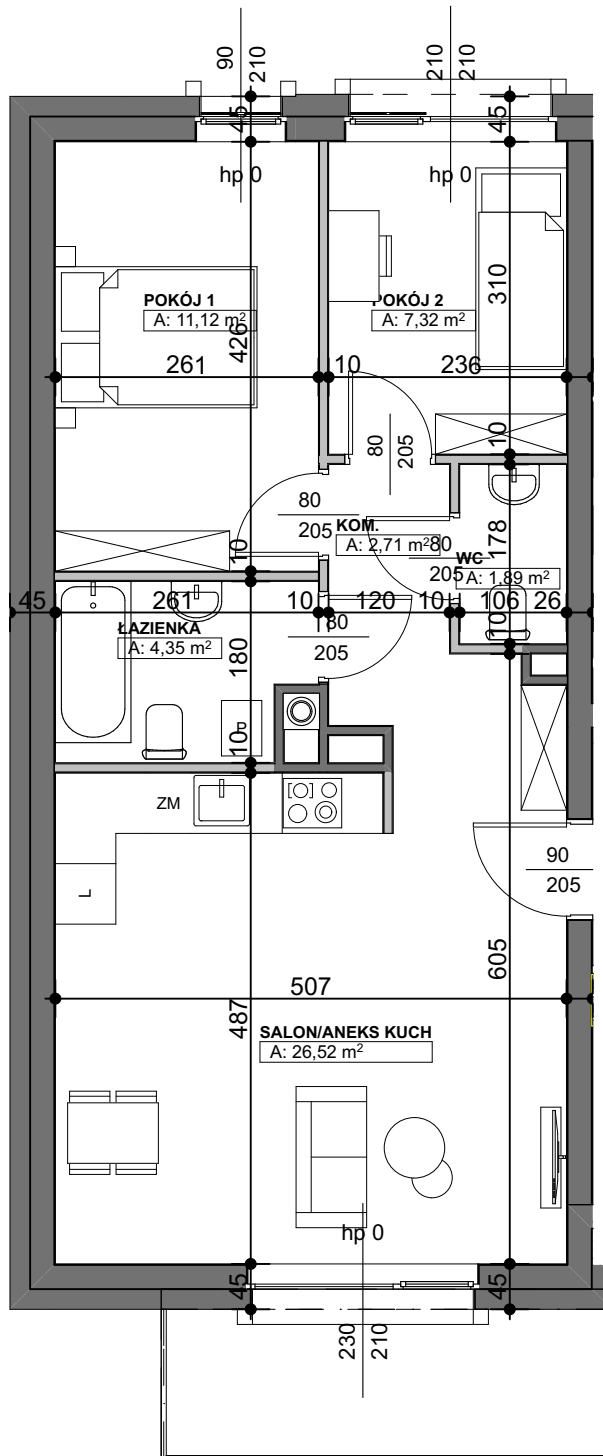 90
210
210
210
45
45
hp 0
hp 0
POKÓJ 1
A: 11,12 m²
POKÓJ 2
A: 7,32 m²
310
426
261
10
236
80
205
10
80
205
KOM.
A: 2,71 m²
80
205
WC
A: 1,89 m²
178
10
45
261
10
120
10
106
26
10
ŁAZIENKA
A: 4,35 m²
80
205
180
10
P
ZM
L
90
205
605
507
487
SALON/ANEKS KUCH
A: 26,52 m²
hp 0
45
45
230
210